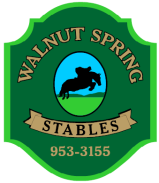 WALNUT SPRING
STABLES
953-3155